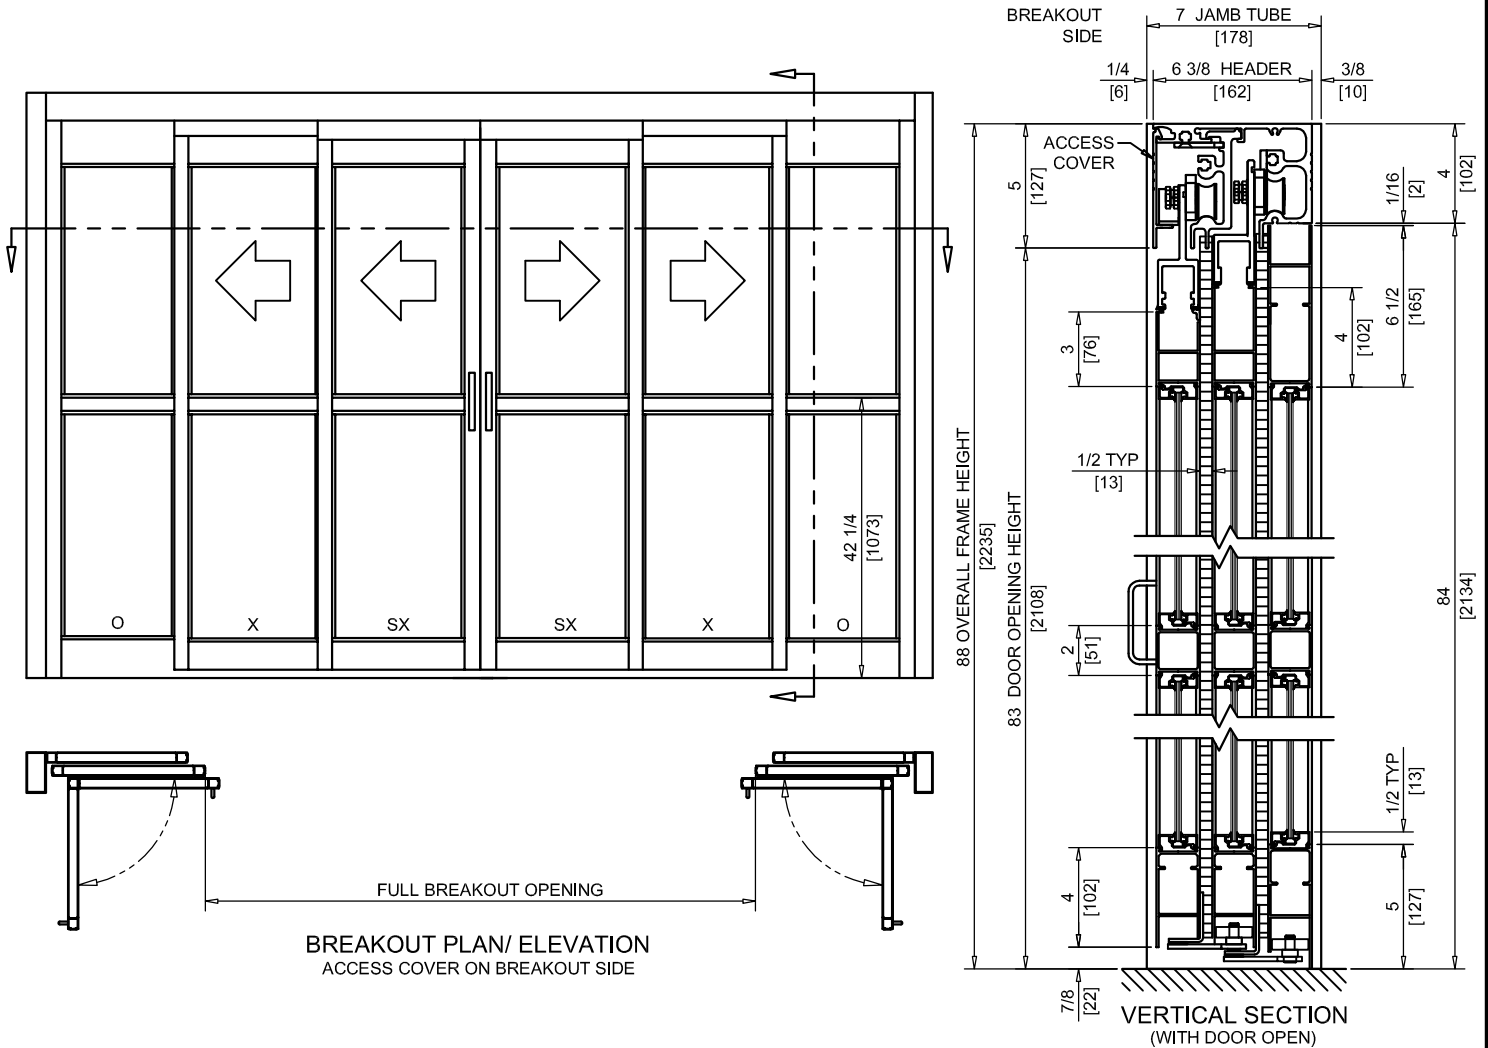 BREAKOUT
SIDE
7 JAMB TUBE
[178]
1/4
[6]
6 3/8 HEADER
[162]
3/8
[10]
ACCESS
COVER
5
[127]
1/16
[2]
4
[102]
3
[76]
4
[102]
6 1/2
[165]
1/2 TYP
[13]
88 OVERALL FRAME HEIGHT
[2235]
83 DOOR OPENING HEIGHT
[2108]
84
[2134]
42 1/4
[1073]
O
X
SX
SX
X
O
2
[51]
1/2 TYP
[13]
4
[102]
5
[127]
7/8
[22]
FULL BREAKOUT OPENING
BREAKOUT PLAN/ ELEVATION
ACCESS COVER ON BREAKOUT SIDE
VERTICAL SECTION
(WITH DOOR OPEN)